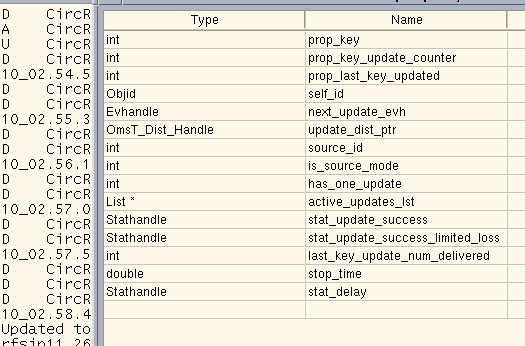 D CircR
A
U CircR
D CircR
10_02.54.5
D CircR
D CircR
10_02.55.3
D CircR
D CircR
10_02.56.1
D CircR
D CircR
10_02.57.0
D CircR
D CircR
10_02.57.5
D CircR
D CircR
D CircR
10_02.58.4
Updated to
rfsip11_26
Type Name
int prop_key
int prop_key_update_counter
int prop_last_key_updated
Objid self_id
Evhandle next_update_evh
OmsT_Dist_Handle update_dist_ptr
int source_id
int is_source_mode
int has_one_update
List * active_updates_lst
Stathandle stat_update_success
Stathandle stat_update_success_limited_loss
int last_key_update_num_delivered
double stop_time
Stathandle stat_delay